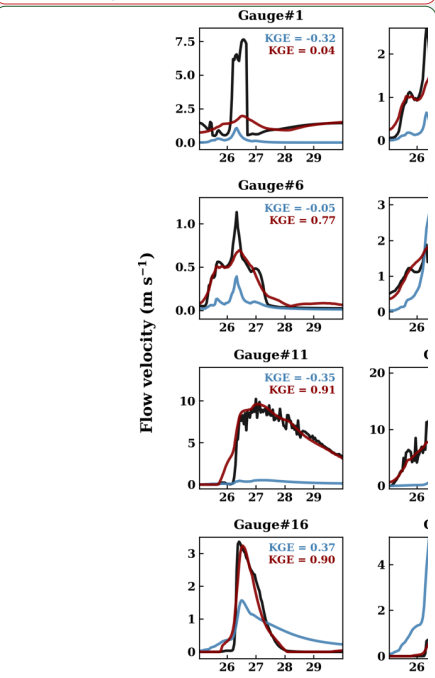 Gauge#1
KGE = -0.32
KGE = 0.04
7.5
5.0
2.5
0.0
26 27 28 29
2
1
0
26
Gauge#6
KGE = -0.05
KGE = 0.77
1.0
0.5
0.0
26 27 28 29
3
2
1
0
26
Flow velocity (m s⁻¹)
Gauge#11
KGE = -0.35
KGE = 0.91
10
5
0
26 27 28 29
20
10
0
26
Gauge#16
KGE = 0.37
KGE = 0.90
3
2
1
0
26 27 28 29
4
2
0
26